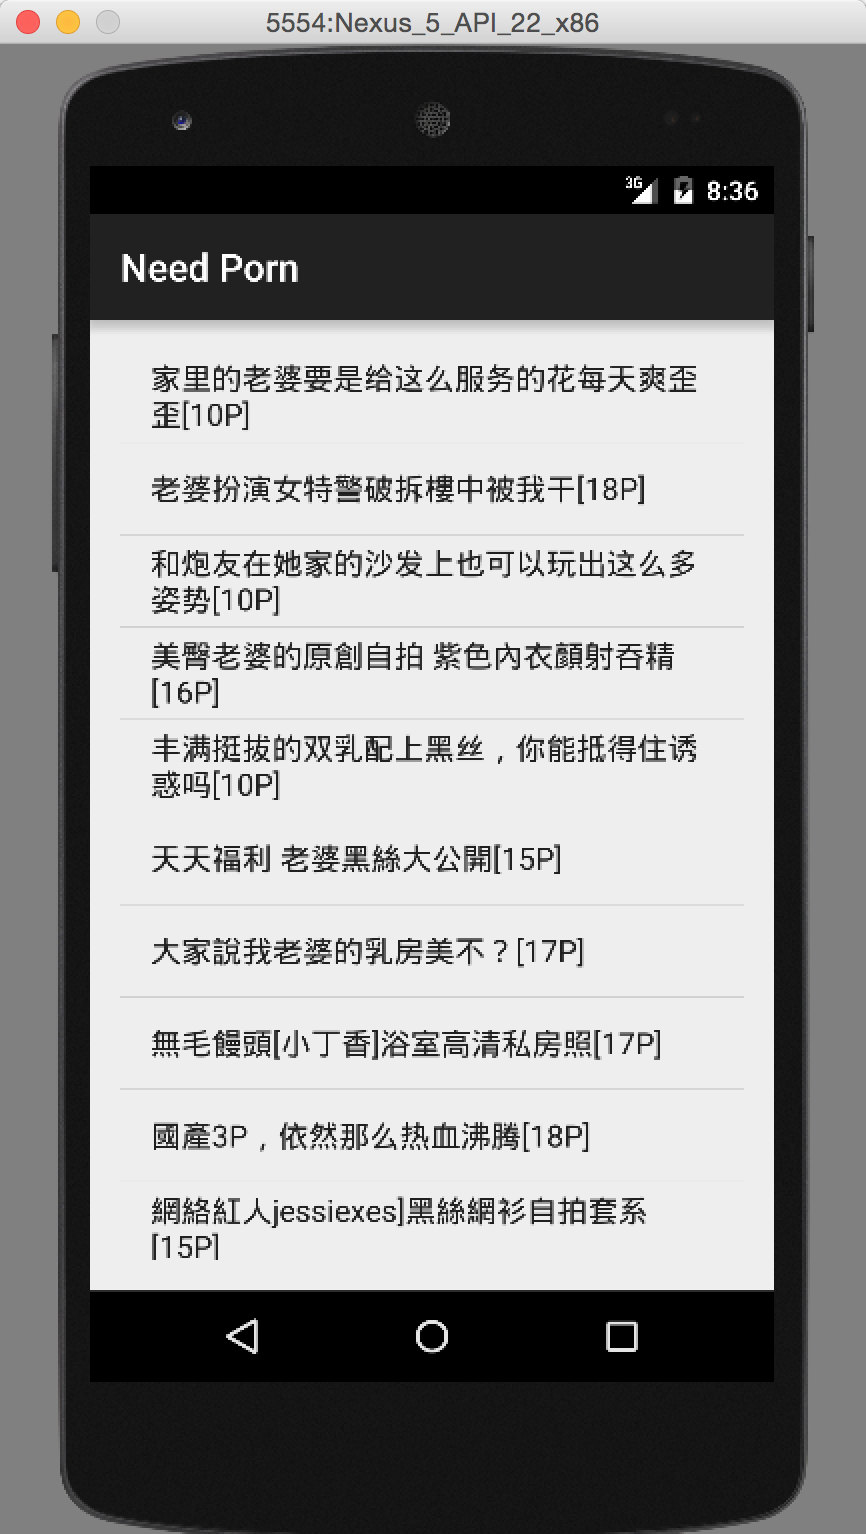 5554:Nexus_5_API_22_x86
3G 8:36
Need Porn
家里的老婆要是给这么服务的花每天爽歪
歪[10P]
老婆扮演女特警破拆樓中被我干[18P]
和炮友在她家的沙发上也可以玩出这么多
姿势[10P]
美臀老婆的原創自拍 紫色內衣顏射吞精
[16P]
丰满挺拔的双乳配上黑丝，你能抵得住诱
惑吗[10P]
天天福利 老婆黑絲大公開[15P]
大家說我老婆的乳房美不？[17P]
無毛饅頭[小丁香]浴室高清私房照[17P]
國產3P，依然那么热血沸腾[18P]
網絡紅人jessiexes]黑絲網衫自拍套系
[15P]